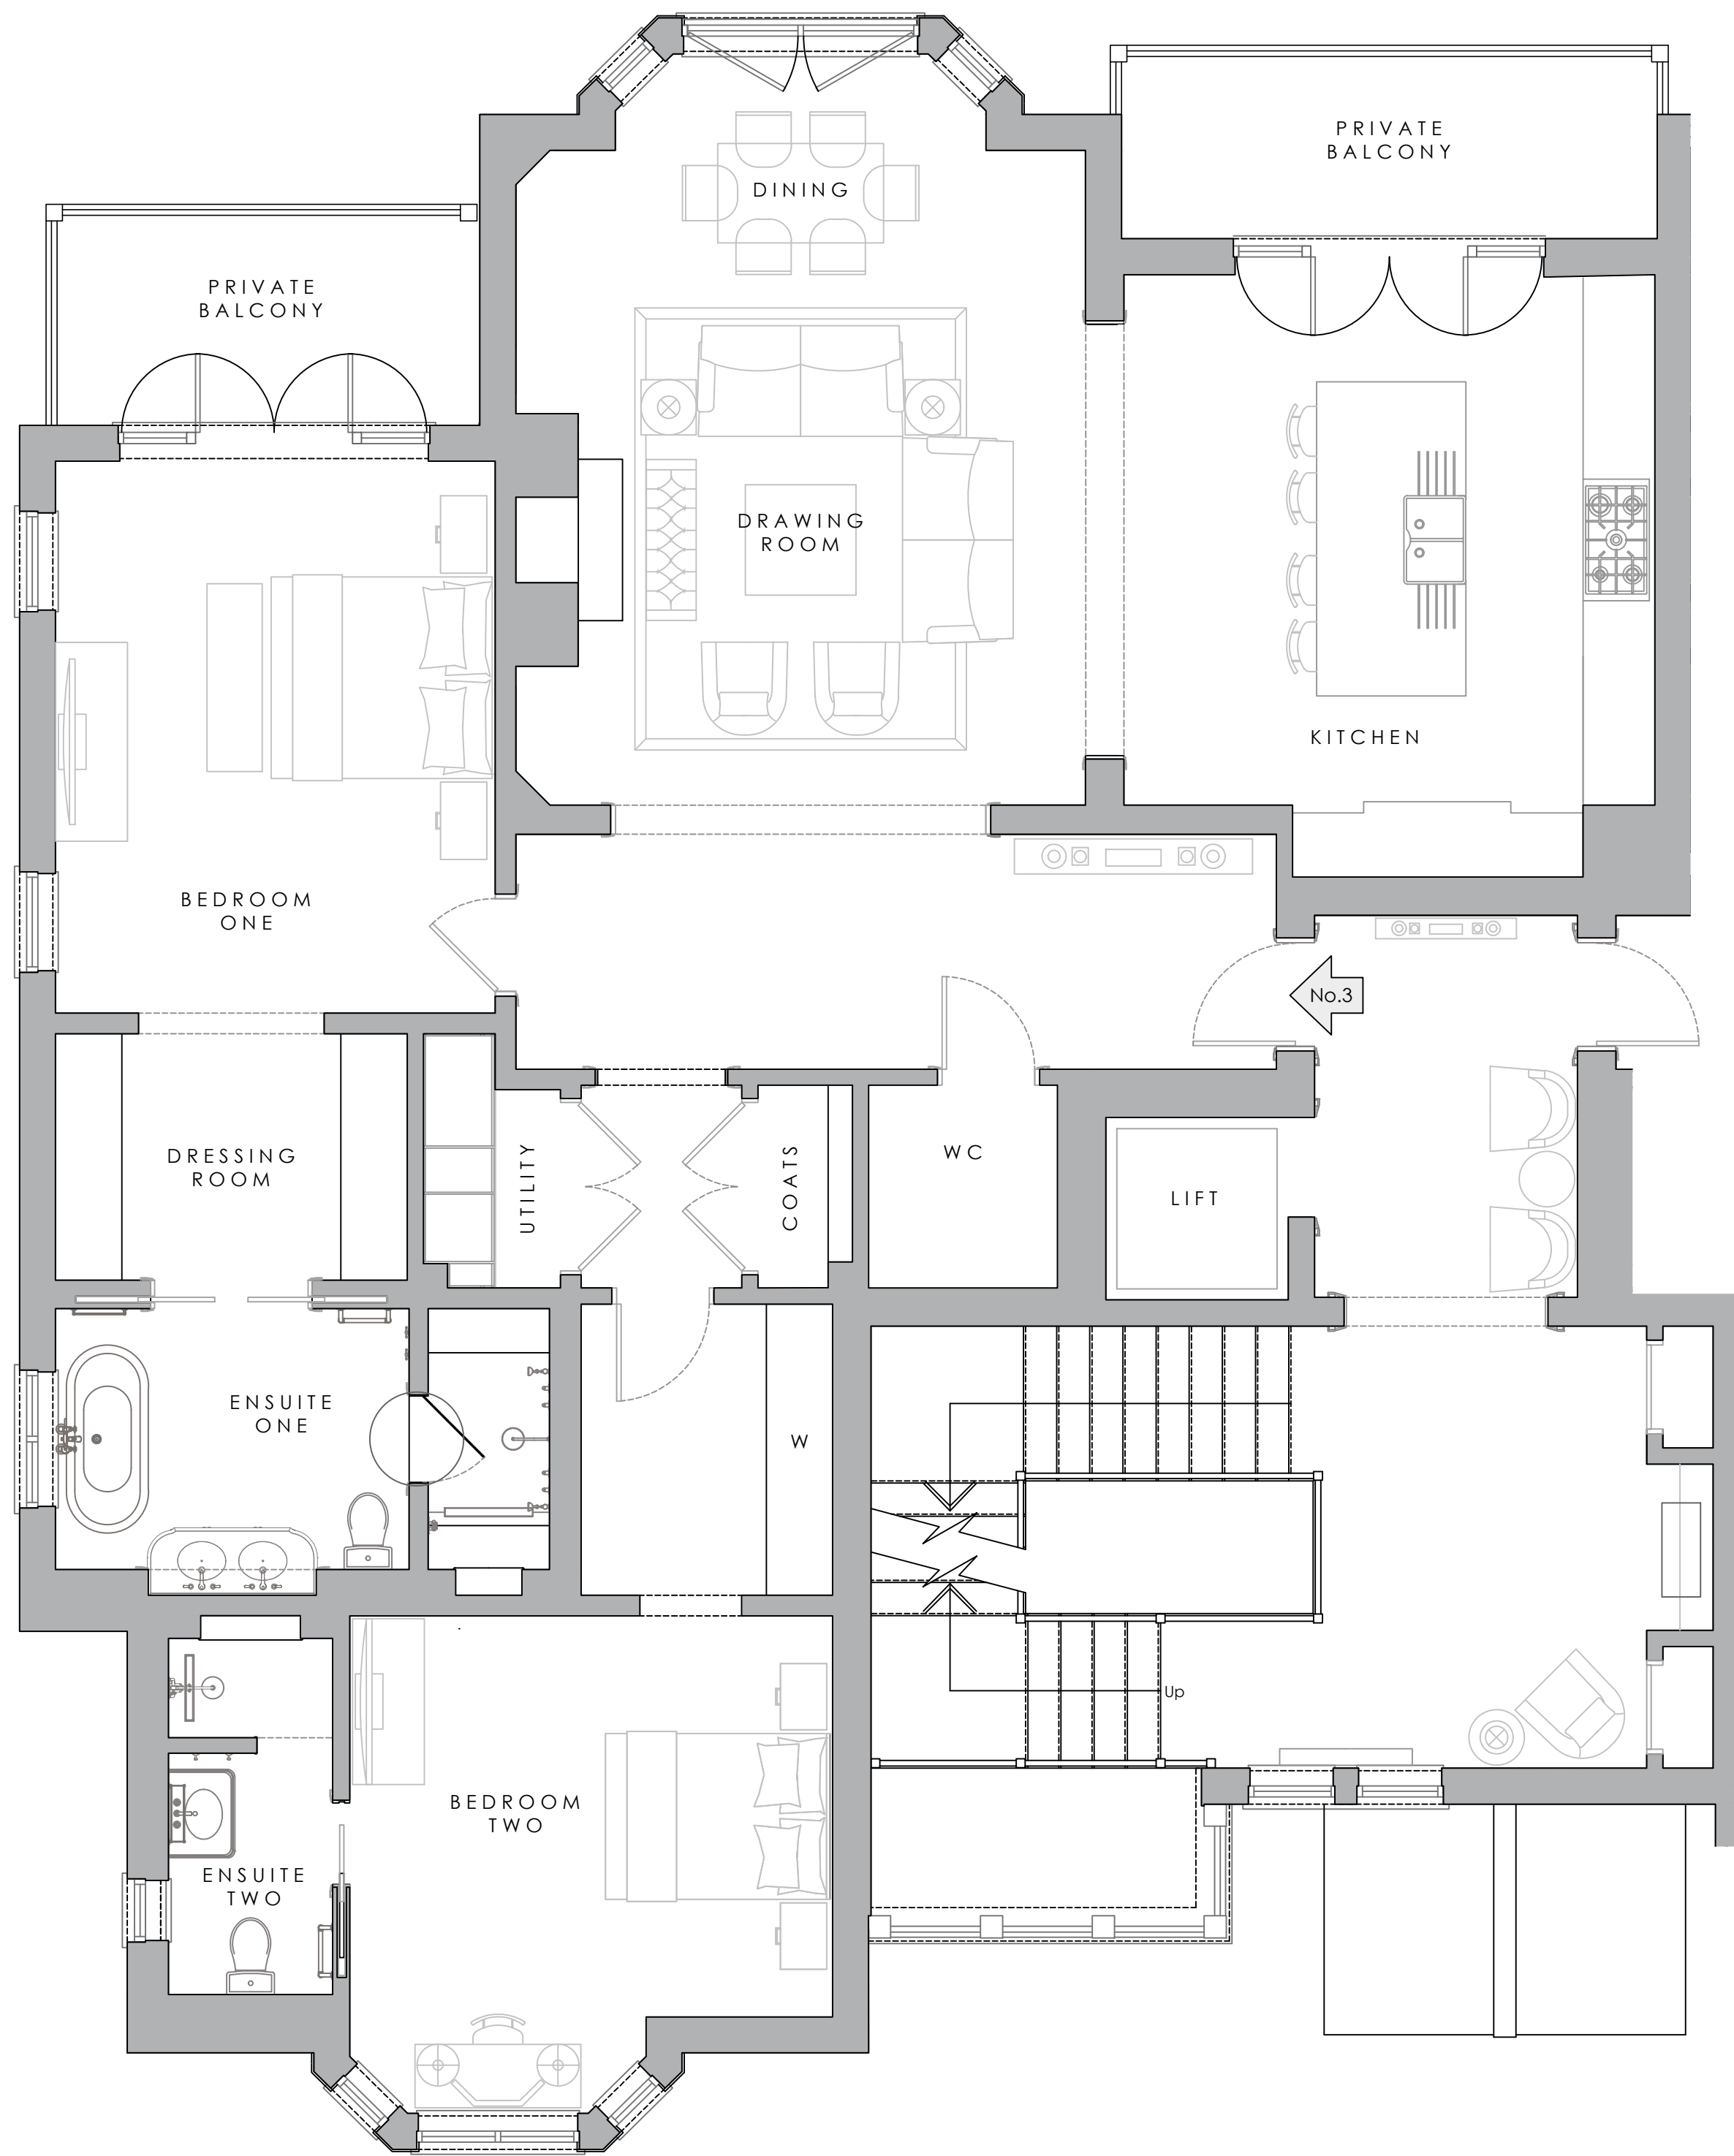 PRIVATE
BALCONY
DINING
PRIVATE
BALCONY
DRAWING
ROOM
KITCHEN
BEDROOM
ONE
No.3
DRESSING
ROOM
UTILITY
COATS
WC
LIFT
ENSUITE
ONE
W
Up
BEDROOM
TWO
ENSUITE
TWO